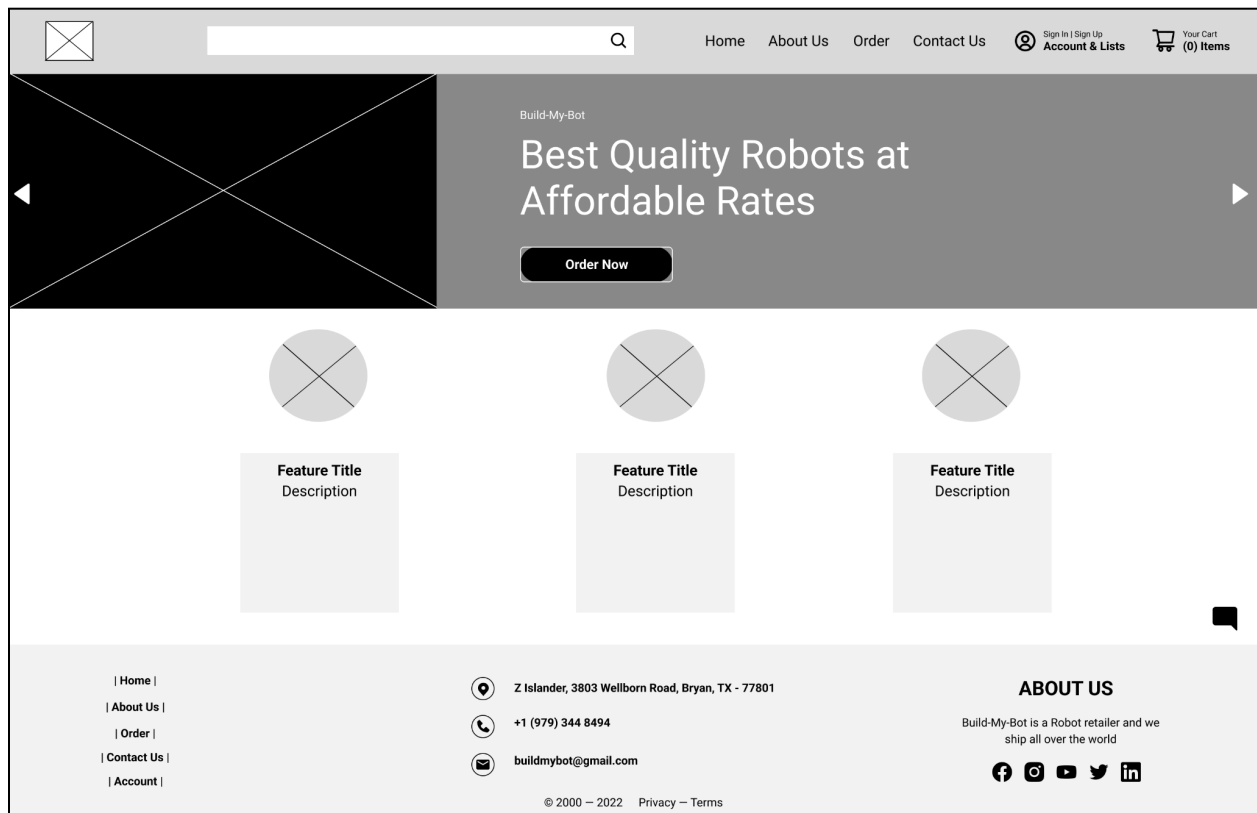 Home About Us Order Contact Us
Sign In | Sign Up
Account & Lists
Your Cart
(0) Items
Build-My-Bot
Best Quality Robots at
Affordable Rates
Order Now
Feature Title
Description
Feature Title
Description
Feature Title
Description
| Home |
| About Us |
| Order |
| Contact Us |
| Account |
Z Islander, 3803 Wellborn Road, Bryan, TX - 77801
+1 (979) 344 8494
buildmybot@gmail.com
© 2000 — 2022 Privacy — Terms
ABOUT US
Build-My-Bot is a Robot retailer and we
ship all over the world